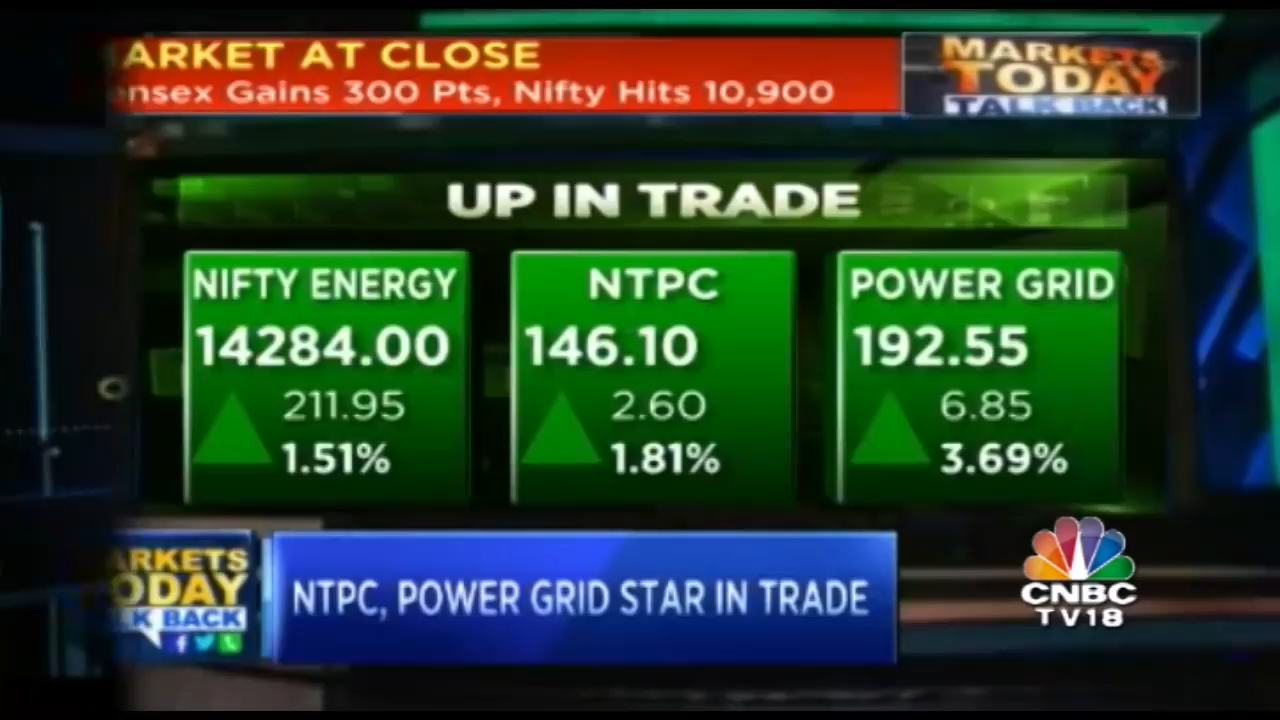 ARKET AT CLOSE
ensex Gains 300 Pts, Nifty Hits 10,900
MARKETS
TODAY
TALK BACK
UP IN TRADE
NIFTY ENERGY
14284.00
211.95
1.51%
NTPC
146.10
2.60
1.81%
POWER GRID
192.55
6.85
3.69%
ARKETS
ODAY
LK BACK
NTPC, POWER GRID STAR IN TRADE
CNBC
TV18